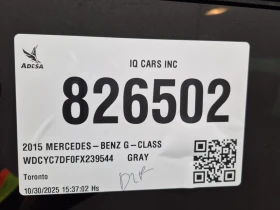 ADESA
IQ CARS INC
826502
2015 MERCEDES-BENZ G-CLASS
WDCYC7DF0FX239544 GRAY
Toronto
10/30/2025 15:37:02 Hs